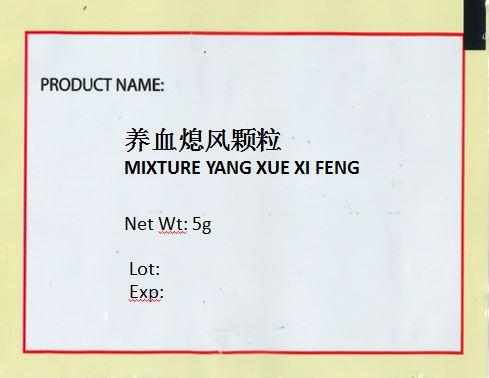 PRODUCT NAME:
养血熄风颗粒
MIXTURE YANG XUE XI FENG
Net Wt: 5g
Lot:
Exp: